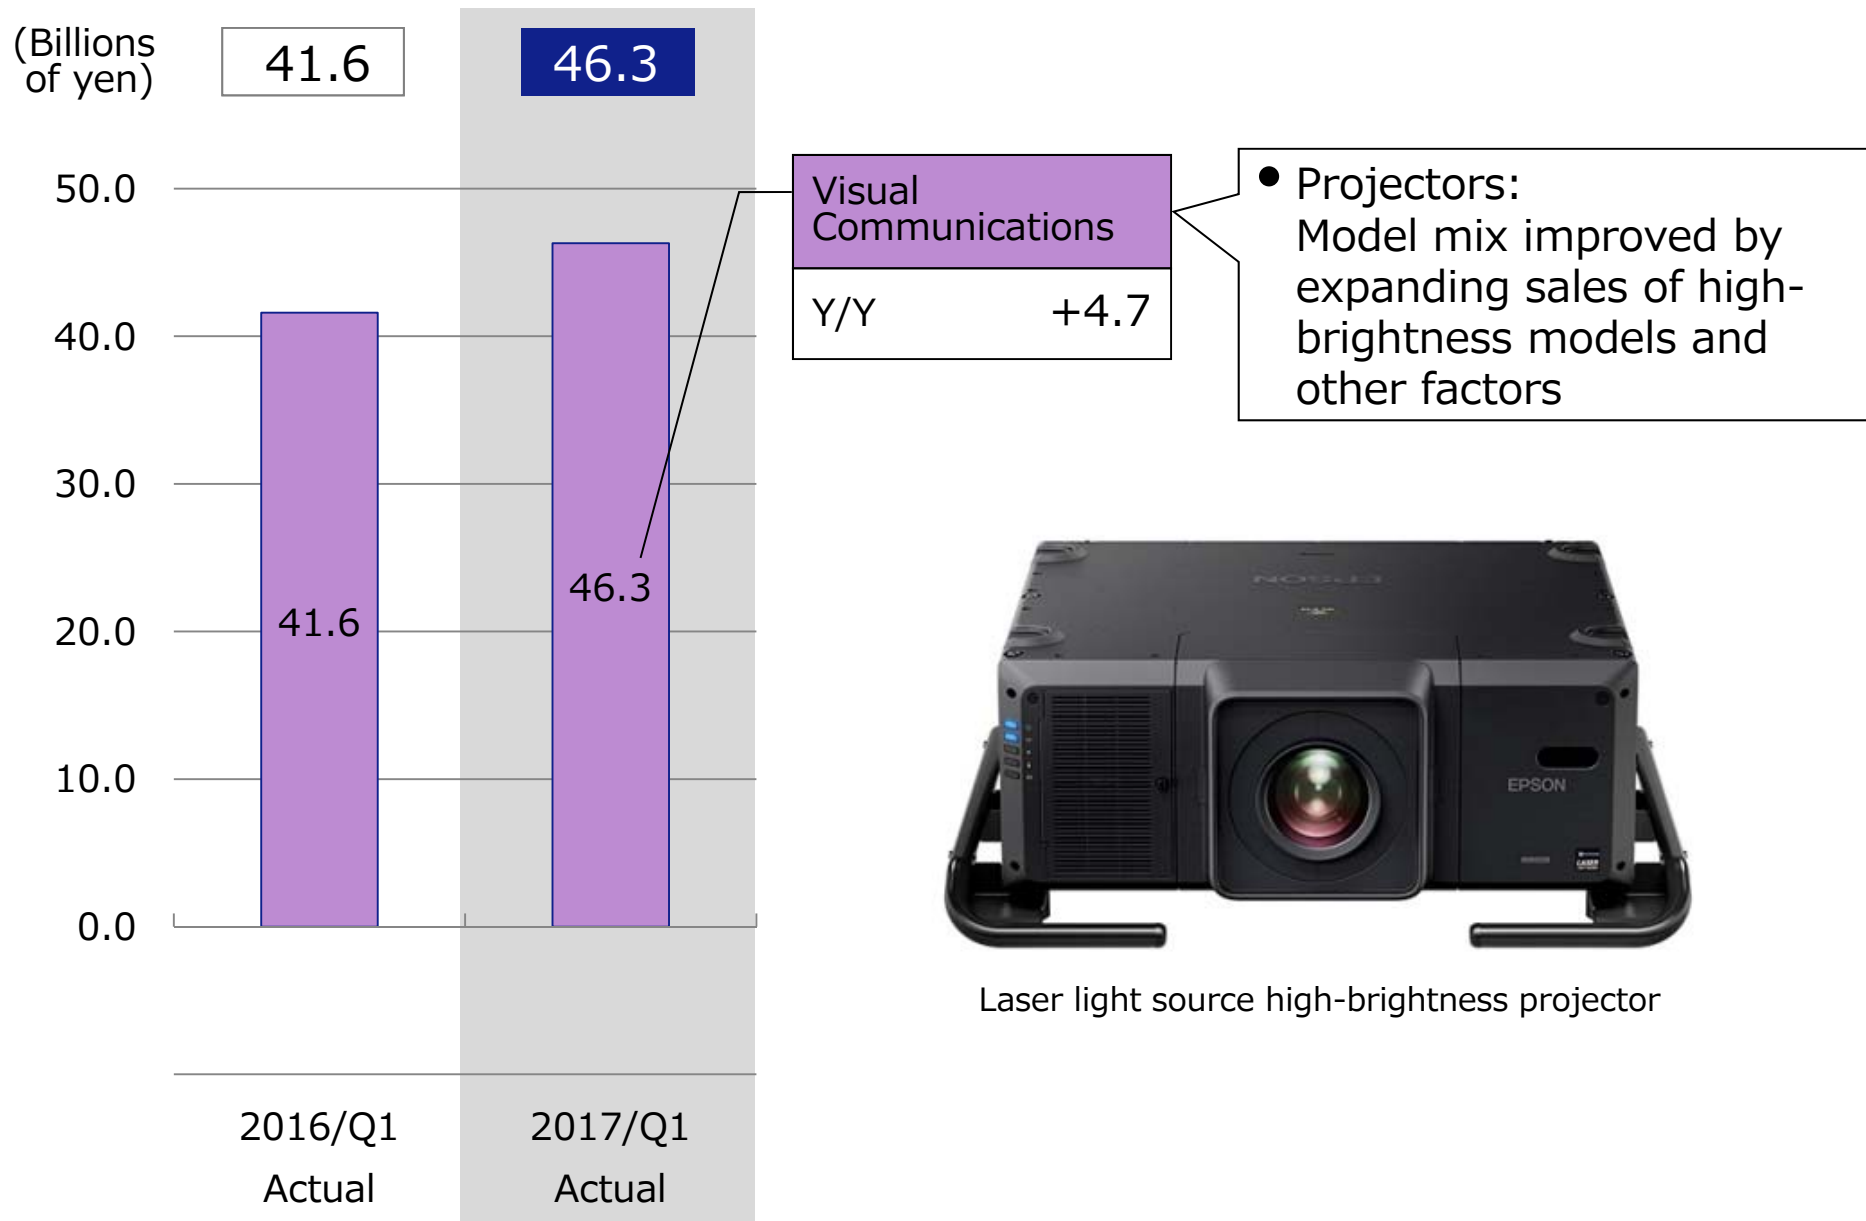 (Billions
of yen)
41.6
46.3
50.0
40.0
30.0
20.0
10.0
0.0
41.6
46.3
2016/Q1
Actual
2017/Q1
Actual
Visual
Communications
Y/Y +4.7
● Projectors:
Model mix improved by
expanding sales of high-
brightness models and
other factors
EPSON
EPSON
LASER
Laser light source high-brightness projector